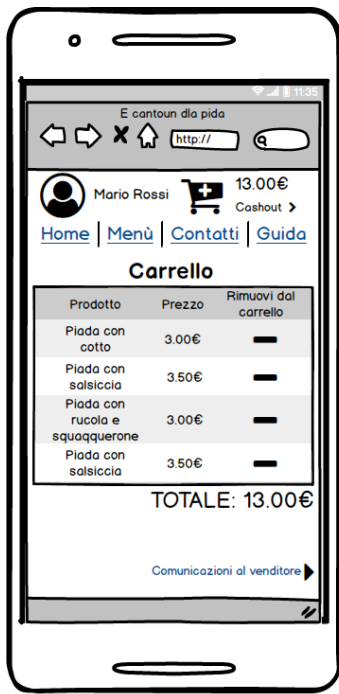 11:35
E cantoun dla pida
http://
Mario Rossi
13.00€
Cashout >
Home | Menù | Contatti | Guida
Carrello
Prodotto Prezzo Rimuovi dal
carrello
Piada con
cotto
3.00€
Piada con
salsiccia
3.50€
Piada con
rucola e
squaqquerone
3.00€
Piada con
salsiccia
3.50€
TOTALE: 13.00€
Comunicazioni al venditore